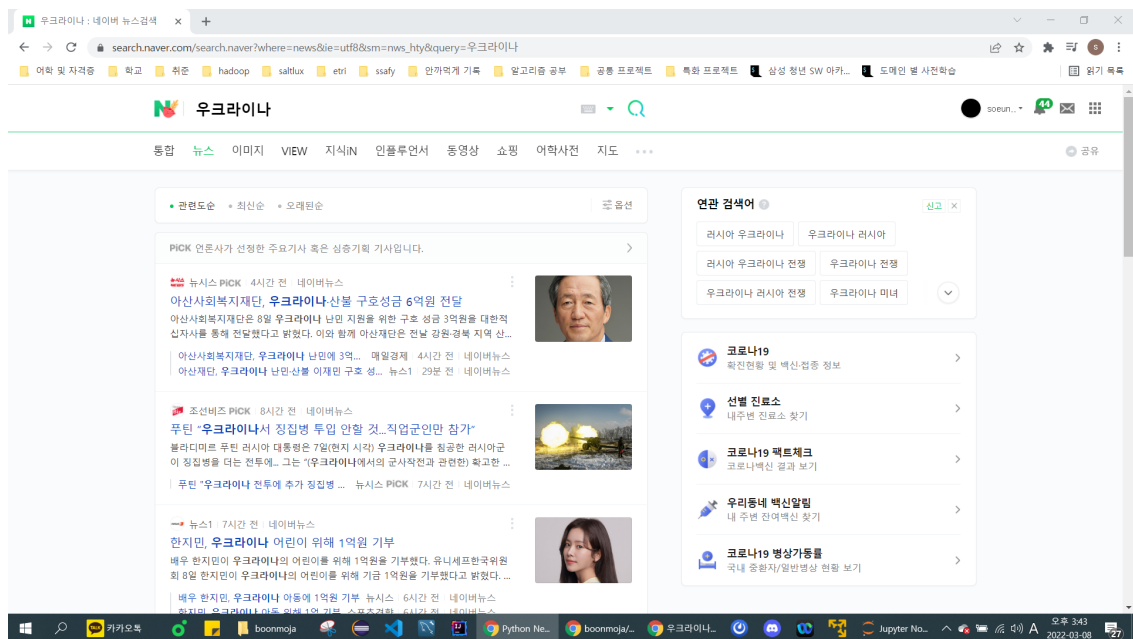 우크라이나 : 네이버 뉴스검색
search.naver.com/search.naver?where=news&ie=utf8&sm=nws_hty&query=우크라이나
어학 및 자격증 학교 취준 hadoop saltlux etri ssafy 안까먹게 기록 알고리즘 공부 공통 프로젝트 특화 프로젝트 삼성 청년 SW 아카... 도메인 별 사전학습 읽기 목록
N 우크라이나 soeun.. 44
통합 뉴스 이미지 VIEW 지식iN 인플루언서 동영상 쇼핑 어학사전 지도 공유
관련도순 최신순 오래된순 옵션
PiCK 언론사가 선정한 주요기사 혹은 심층기획 기사입니다.
뉴시스 PiCK 4시간 전 네이버뉴스
아산사회복지재단, 우크라이나·산불 구호성금 6억원 전달
아산사회복지재단은 8일 우크라이나 난민 지원을 위한 구호 성금 3억원을 대한적
십자사를 통해 전달했다고 밝혔다. 이와 함께 아산재단은 전날 강원·경북 지역 산...
아산사회복지재단, 우크라이나 난민에 3억... 매일경제 4시간 전 네이버뉴스
아산재단, 우크라이나 난민·산불 이재민 구호 성... 뉴스1 29분 전 네이버뉴스
조선비즈 PiCK 8시간 전 네이버뉴스
푸틴 “우크라이나서 징집병 투입 안할 것...직업군인만 참가”
블라디미르 푸틴 러시아 대통령은 7일(현지 시각) 우크라이나를 침공한 러시아군
이 징집병을 더는 전투에... 그는 “(우크라이나에서의 군사작전과 관련한) 확고한 ...
푸틴 "우크라이나 전투에 추가 징집병 ... 뉴시스 PiCK 7시간 전 네이버뉴스
뉴스1 7시간 전 네이버뉴스
한지민, 우크라이나 어린이 위해 1억원 기부
배우 한지민이 우크라이나의 어린이를 위해 1억원을 기부했다. 유니세프한국위원
회 8일 한지민이 우크라이나의 어린이를 위해 기금 1억원을 기부했다고 밝혔다. ...
배우 한지민, 우크라이나 아동에 1억원 기부 뉴시스 6시간 전 네이버뉴스
한지민, 우크라이나 아동 위해 1억 기부 스포츠경향 6시간 전 네이버뉴스
연관 검색어 신고
러시아 우크라이나 우크라이나 러시아
러시아 우크라이나 전쟁 우크라이나 전쟁
우크라이나 러시아 전쟁 우크라이나 미녀
코로나19
확진현황 및 백신·접종 정보
선별 진료소
내주변 진료소 찾기
코로나19 팩트체크
코로나백신 결과 보기
우리동네 백신알림
내 주변 잔여백신 찾기
코로나19 병상가동률
국내 중환자/일반병상 현황 보기
카카오톡 boonmoja Python Ne... boonmoja/... 우크라이나... Jupyter No... A 오후 3:43
2022-03-08 27